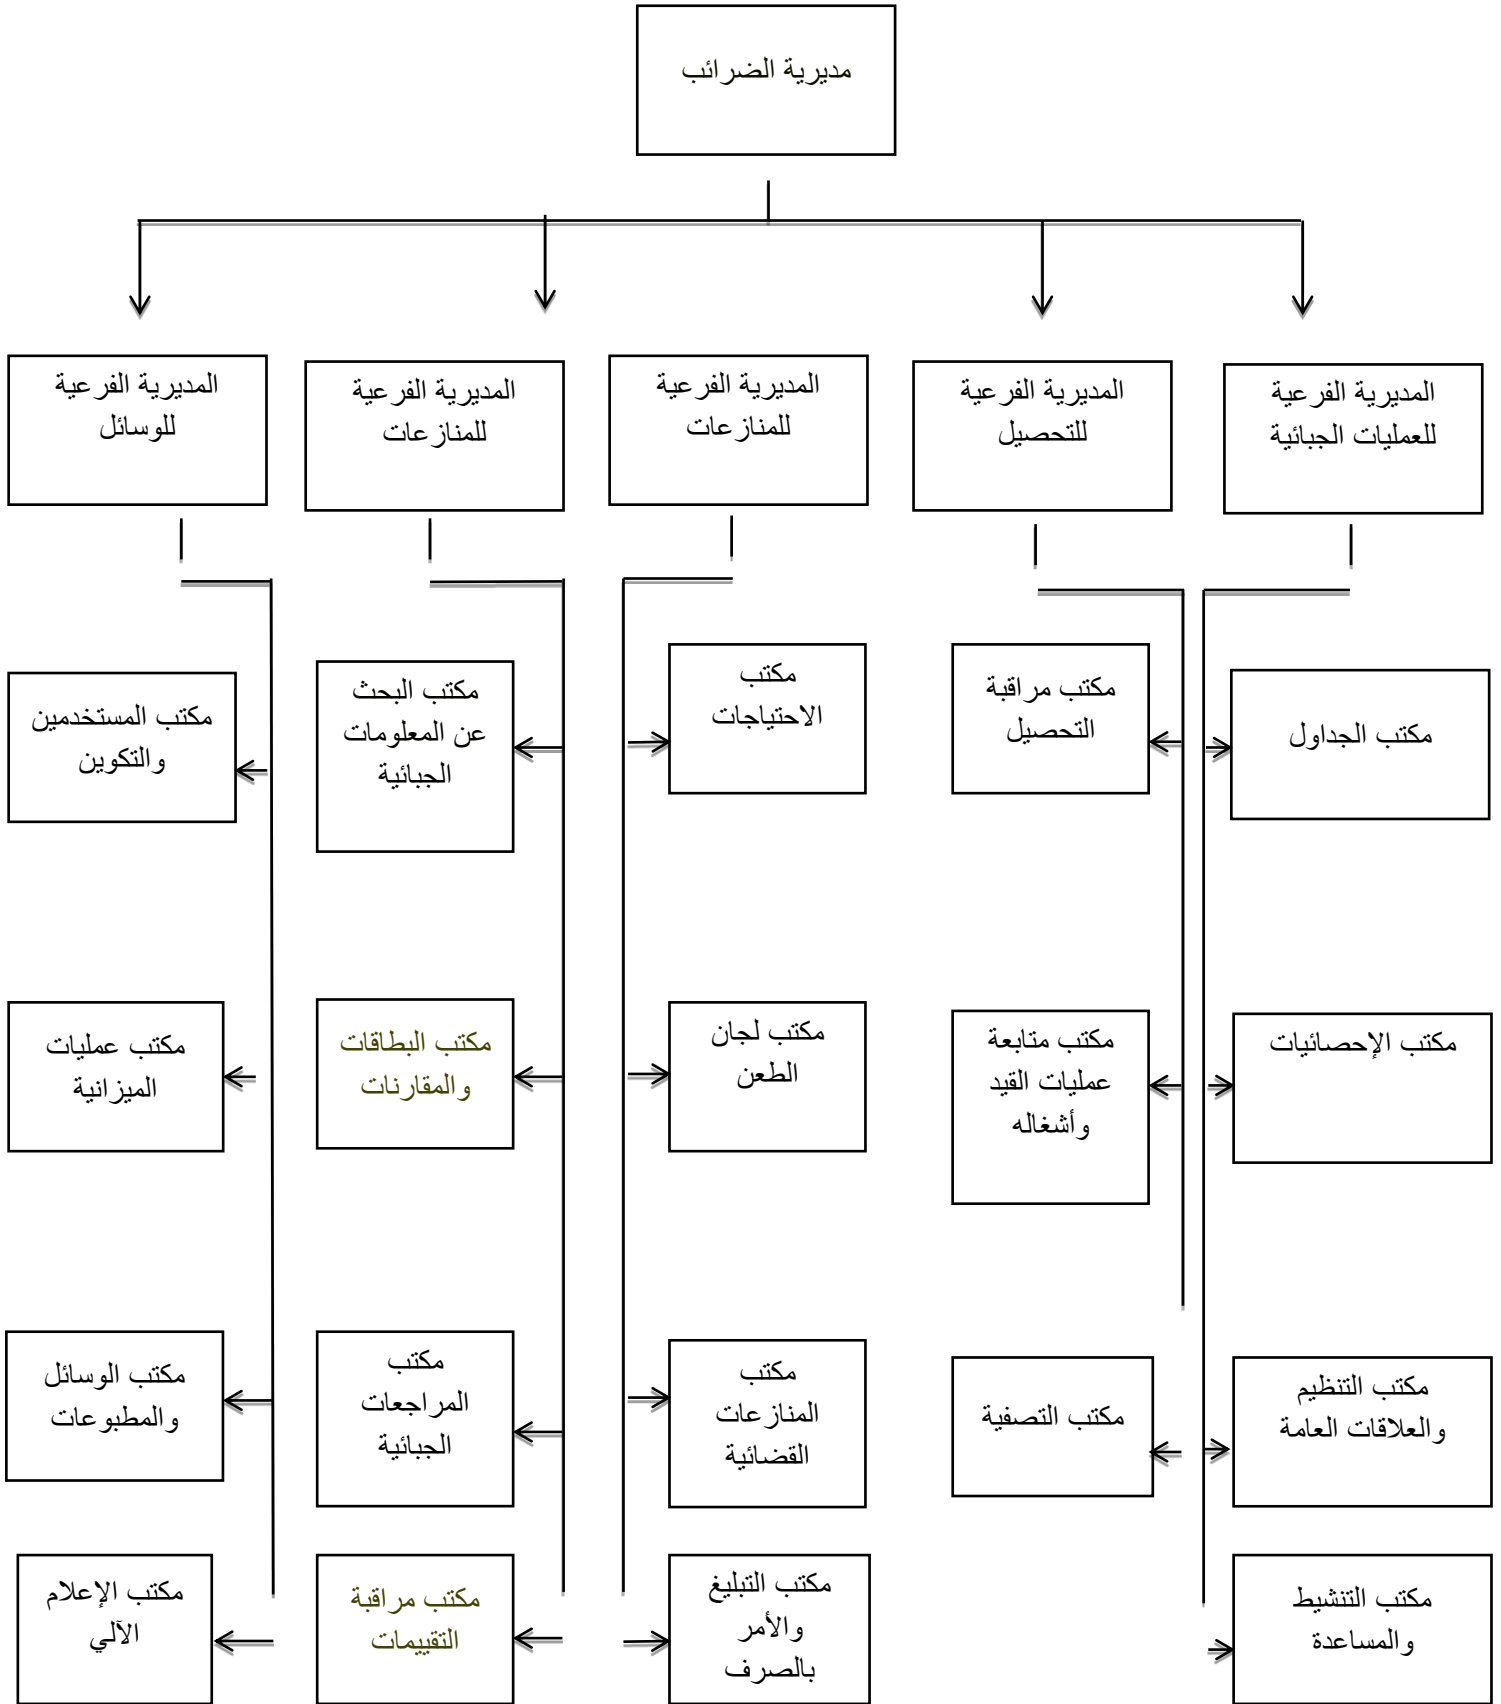 مديرية الضرائب
المديرية الفرعية
للعمليات الجبائية
المديرية الفرعية
للتحصيل
المديرية الفرعية
للمنازعات
المديرية الفرعية
للمنازعات
المديرية الفرعية
للوسائل
مكتب الجداول
مكتب مراقبة
التحصيل
مكتب
الاحتياجات
مكتب البحث
عن المعلومات
الجبائية
مكتب المستخدمين
والتكوين
مكتب الإحصائيات
مكتب متابعة
عمليات القيد
وأشغاله
مكتب لجان
الطعن
مكتب البطاقات
والمقارنات
مكتب عمليات
الميزانية
مكتب التنظيم
والعلاقات العامة
مكتب التصفية
مكتب
المنازعات
القضائية
مكتب
المراجعات
الجبائية
مكتب الوسائل
والمطبوعات
مكتب التنشيط
والمساعدة
مكتب التبليغ
والأمر
بالصرف
مكتب مراقبة
التقييمات
مكتب الإعلام
الآلي